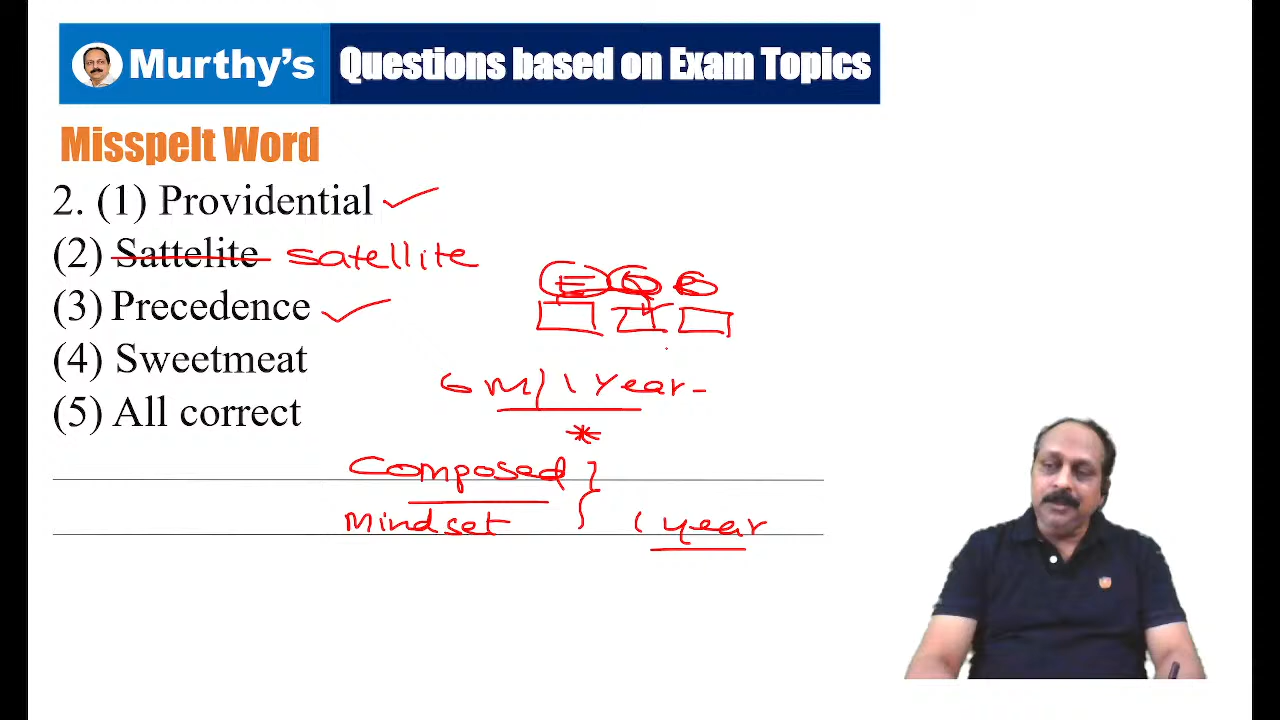 Murthy's Questions based on Exam Topics
Misspelt Word
2. (1) Providential
(2) Sattelite satellite
(3) Precedence
(4) Sweetmeat
6 M/1 Year
(5) All correct
Composed
Mindset
1 year